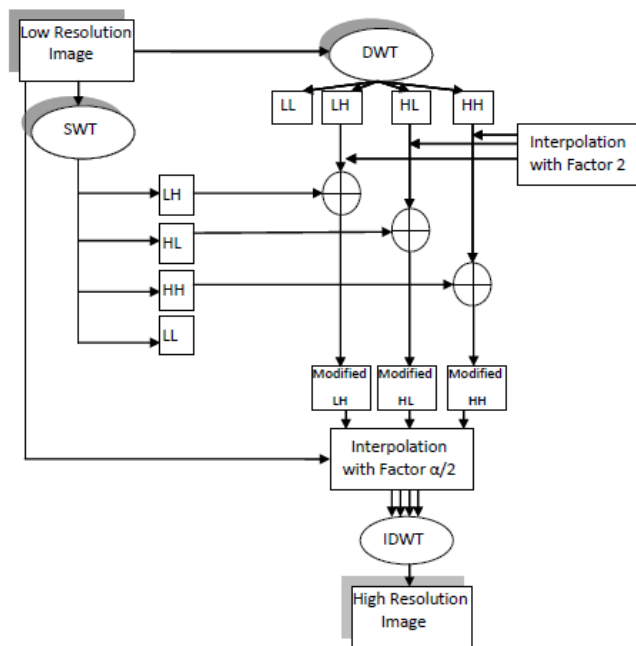 Low Resolution
Image
DWT
LL
LH
HL
HH
SWT
Interpolation
with Factor 2
LH
HL
HH
LL
Modified
LH
Modified
HL
Modified
HH
Interpolation
with Factor α/2
IDWT
High Resolution
Image